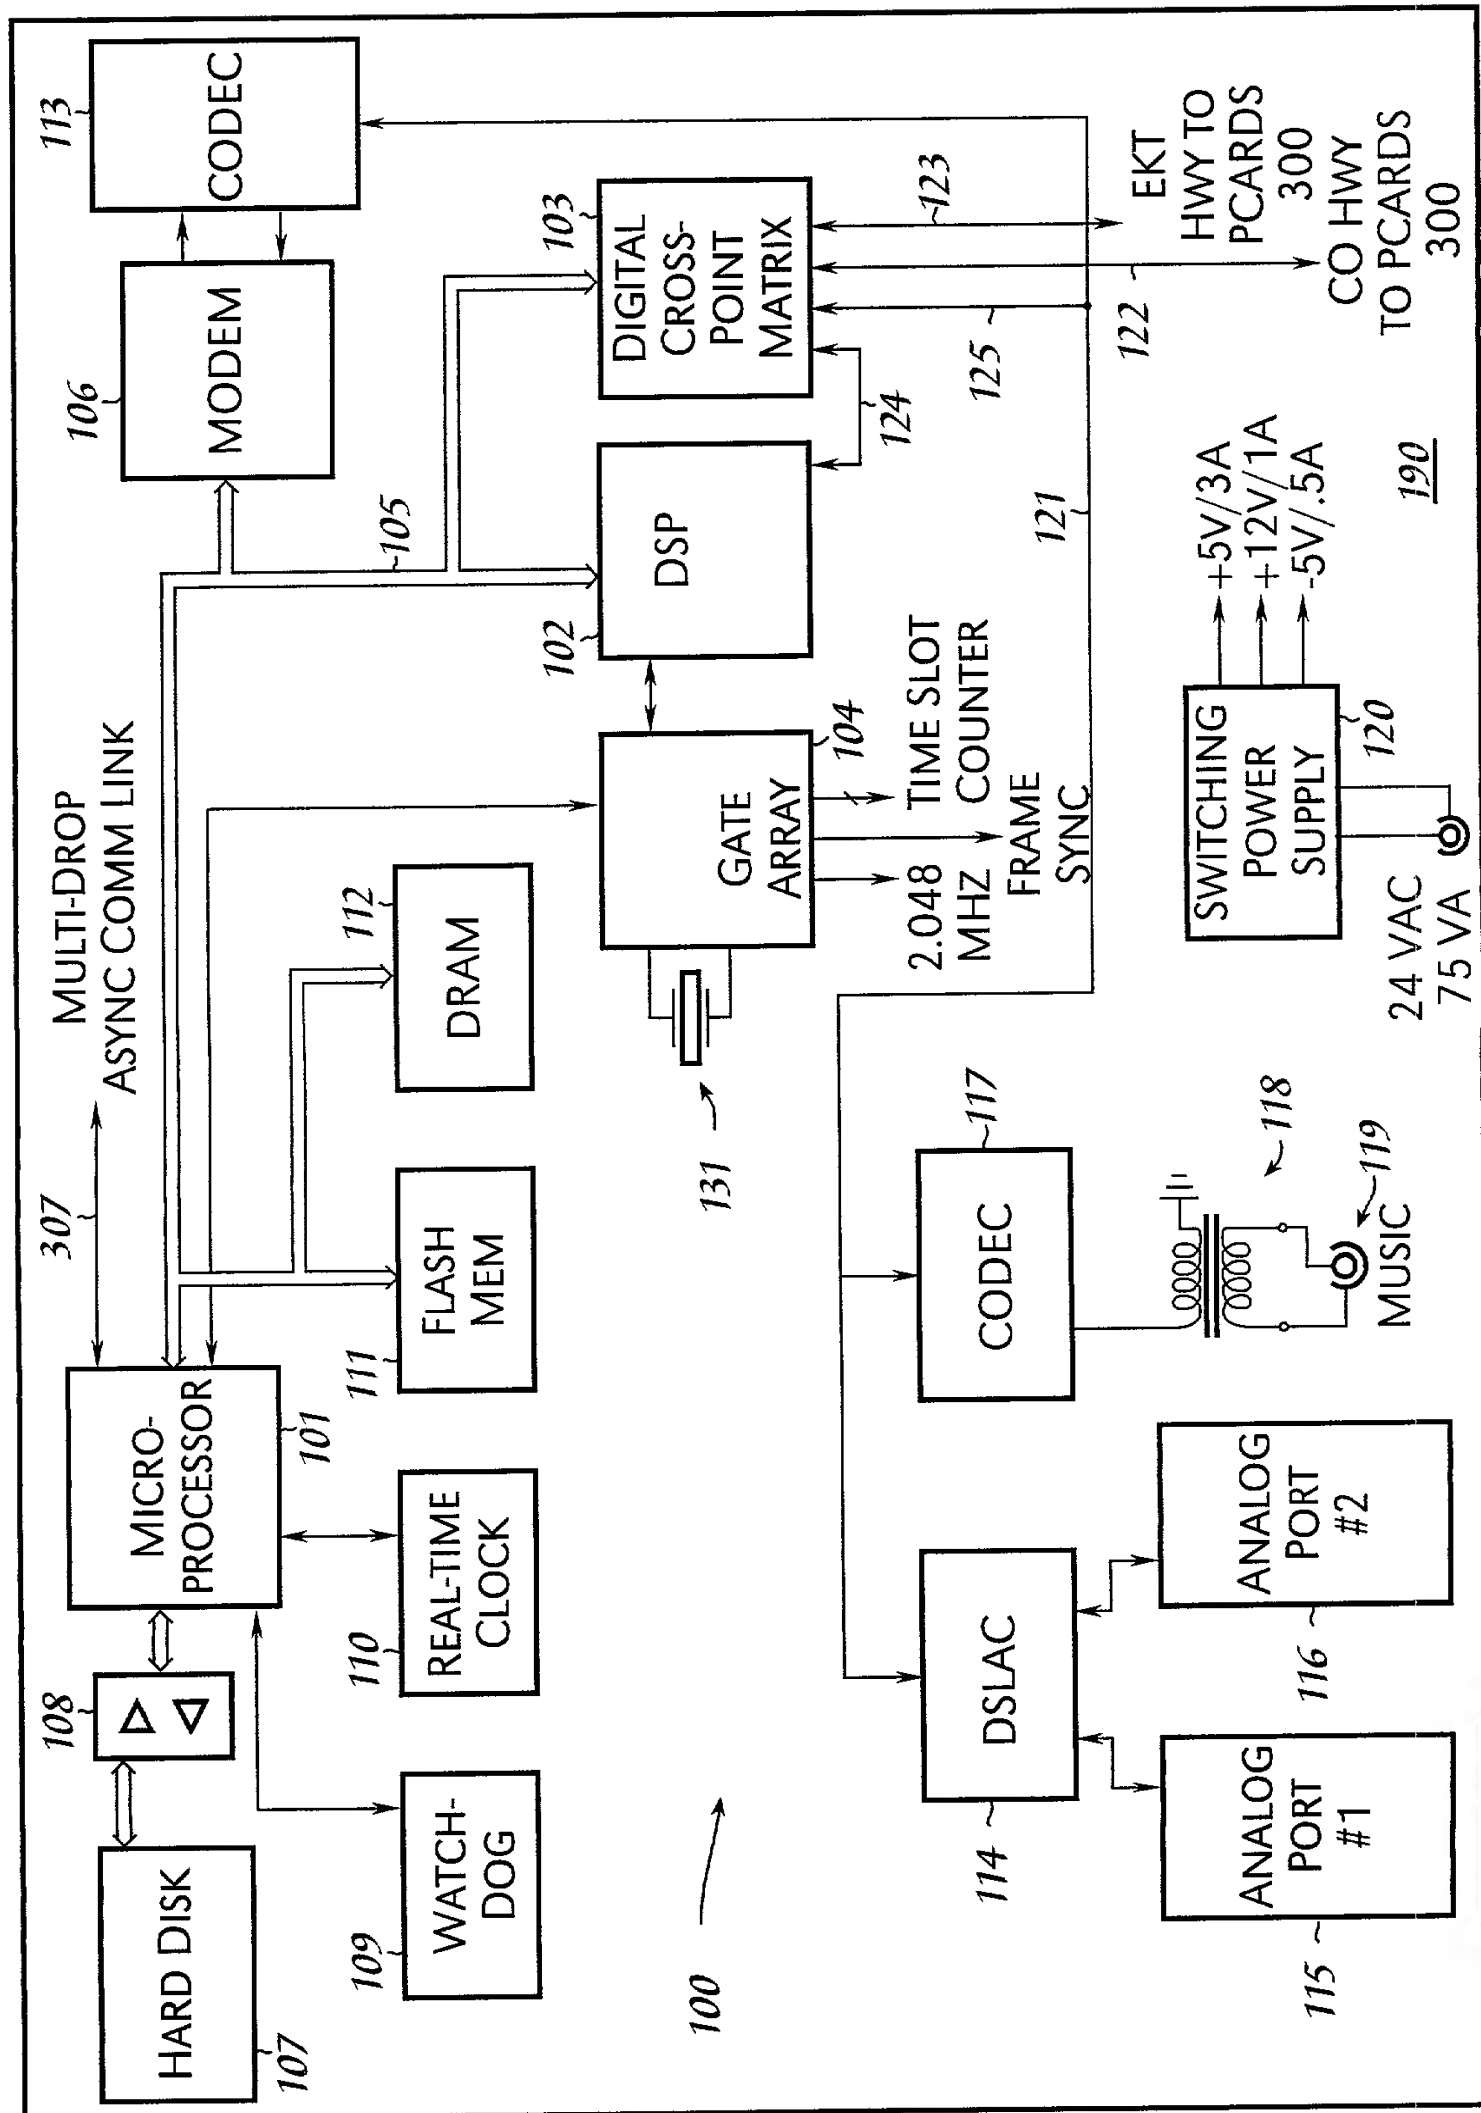 MULTI-DROP
ASYNC COMM LINK
307
HARD DISK
107
108
MICRO-
PROCESSOR
101
MODEM
106
CODEC
113
105
WATCH-
DOG
109
REAL-TIME
CLOCK
110
FLASH
MEM
111
DRAM
112
131
GATE
ARRAY
104
DSP
102
DIGITAL
CROSS-
POINT
MATRIX
103
124
125
123
122
121
2.048
MHZ
FRAME
SYNC
TIME SLOT
COUNTER
EKT
HWY TO
PCARDS
300
CO HWY
TO PCARDS
300
100
DSLAC
114
CODEC
117
ANALOG
PORT
#1
115
ANALOG
PORT
#2
116
118
119
MUSIC
SWITCHING
POWER
SUPPLY
120
24 VAC
75 VA
+5V/3A
+12V/1A
-5V/.5A
190